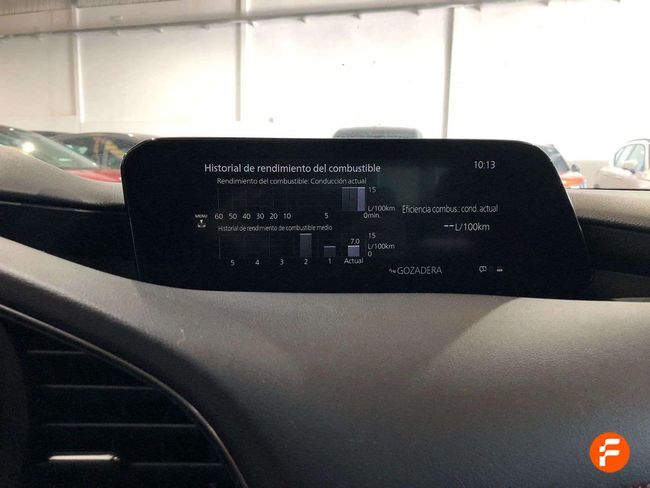 Historial de rendimiento del combustible
10:13
Rendimiento del combustible: Conducción actual
15
L/100km
60 50 40 30 20 10 5 0min.
MENU
Eficiencia combus.: cond. actual
--L/100km
Historial de rendimiento de combustible medio
15
7.0
L/100km
0
5 4 3 2 1 Actual
FM GOZADERA